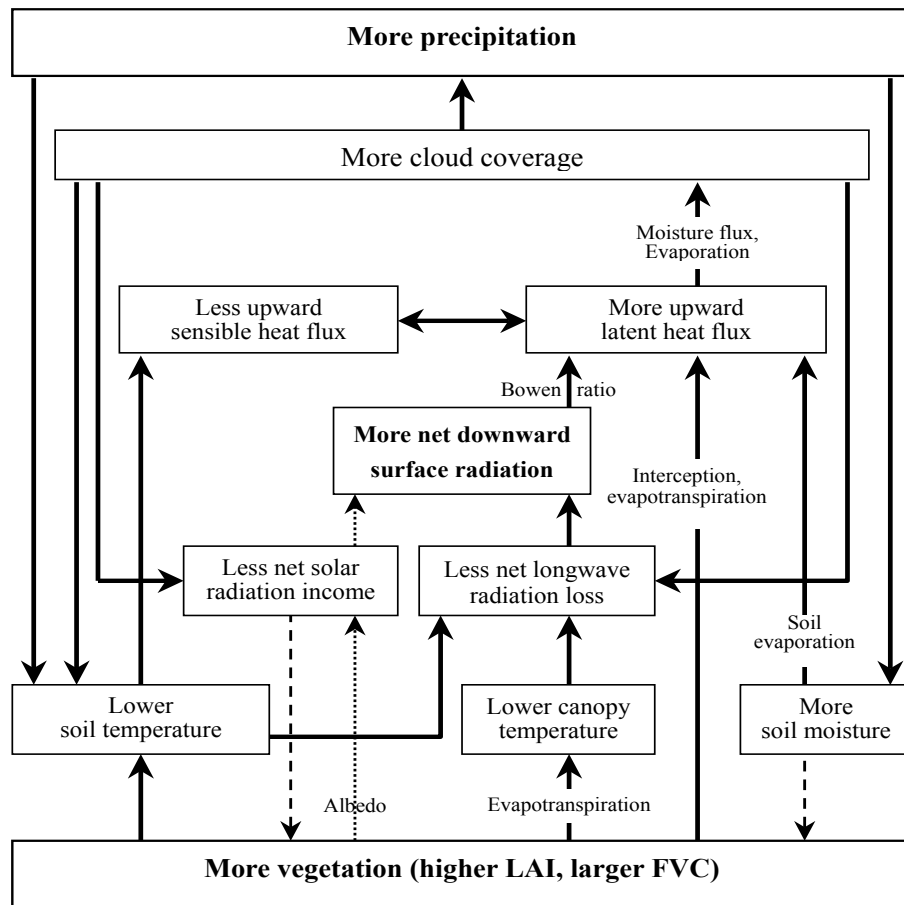 More precipitation
More cloud coverage
Moisture flux,
Evaporation
Less upward
sensible heat flux
More upward
latent heat flux
Bowen ratio
More net downward
surface radiation
Interception,
evapotranspiration
Less net solar
radiation income
Less net longwave
radiation loss
Soil
evaporation
Lower
soil temperature
Lower canopy
temperature
More
soil moisture
Albedo
Evapotranspiration
More vegetation (higher LAI, larger FVC)